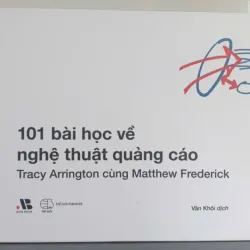 101 bài học về
nghệ thuật quảng cáo
Tracy Arrington cùng Matthew Frederick
Văn Khôi dịch